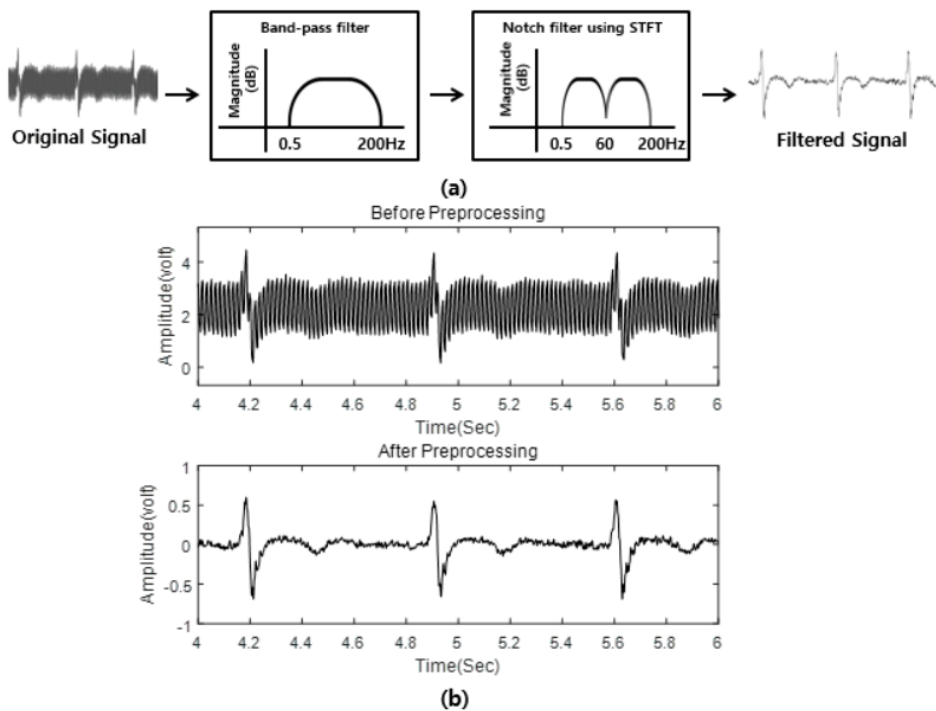 Band-pass filter
Notch filter using STFT
Magnitude
(dB)
Magnitude
(dB)
Original Signal
0.5 200Hz
0.5 60 200Hz
Filtered Signal
(a)
Before Preprocessing
Amplitude(volt)
4
2
0
4 4.2 4.4 4.6 4.8 5 5.2 5.4 5.6 5.8 6
Time(Sec)
After Preprocessing
Amplitude(volt)
1
0.5
0
-0.5
-1
4 4.2 4.4 4.6 4.8 5 5.2 5.4 5.6 5.8 6
Time(Sec)
(b)